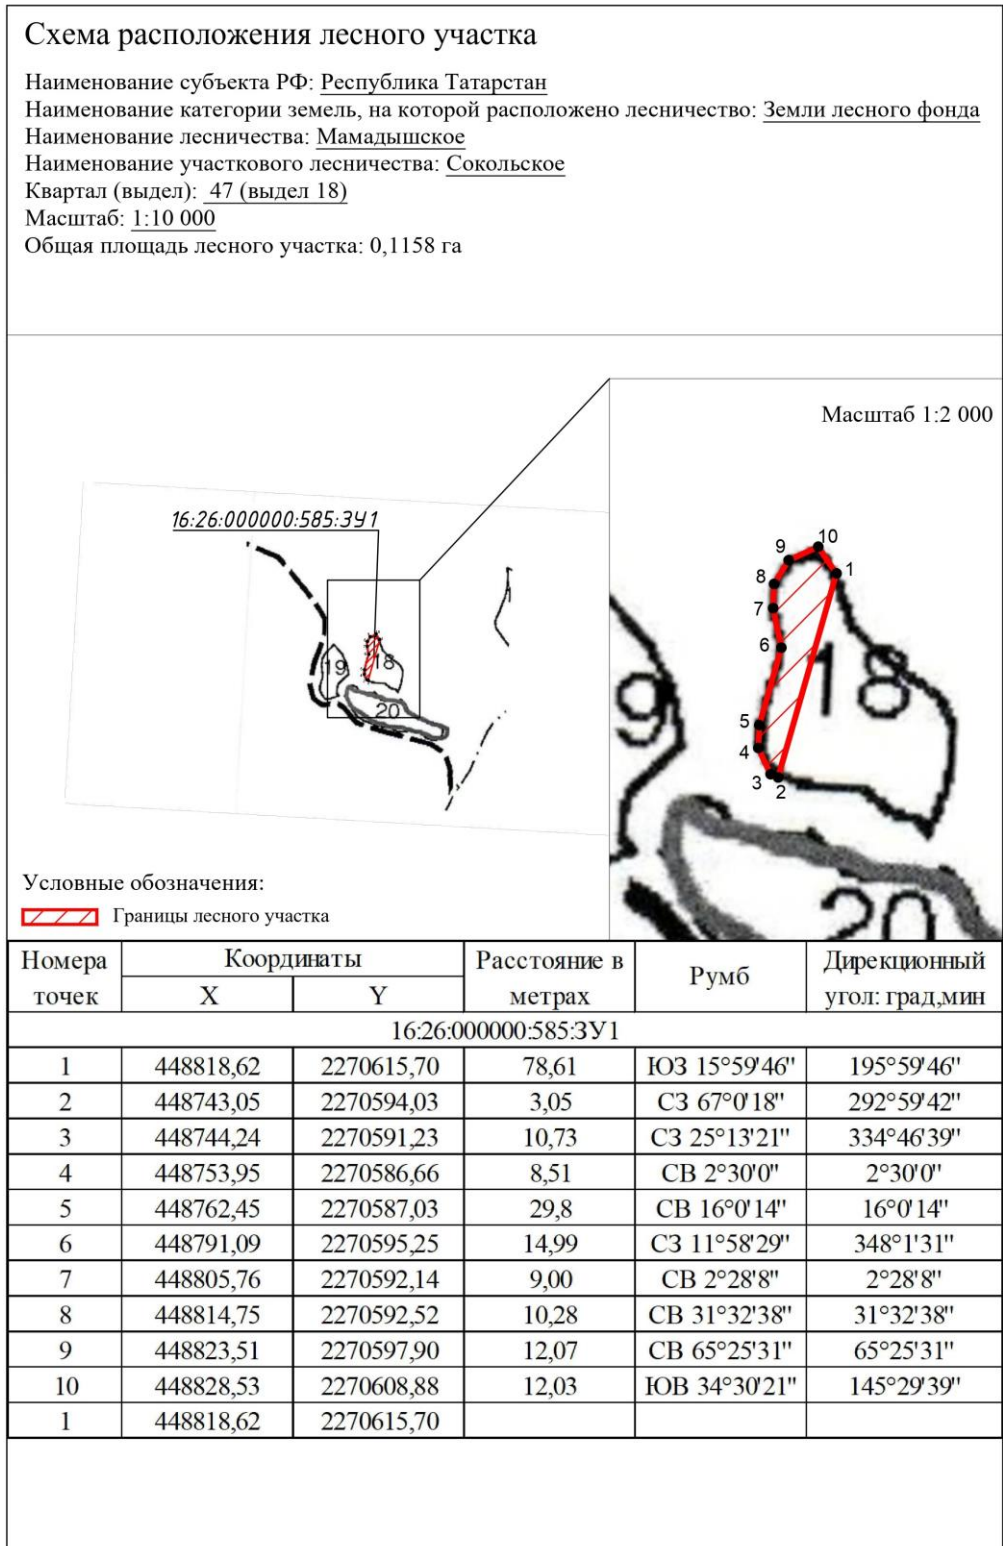 Схема расположения лесного участка
Наименование субъекта РФ: Республика Татарстан
Наименование категории земель, на которой расположено лесничество: Земли лесного фонда
Наименование лесничества: Мамадышское
Наименование участкового лесничества: Сокольское
Квартал (выдел): 47 (выдел 18)
Масштаб: 1:10 000
Общая площадь лесного участка: 0,1158 га
Масштаб 1:2 000
16:26:000000:585:ЗУ1
19
18
20
10
9
1
8
7
6
5
4
3
2
9
18
20
Условные обозначения:
Границы лесного участка
Номера точек Координаты Расстояние в метрах Румб Дирекционный угол: град,мин
X Y
16:26:000000:585:ЗУ1
1 448818,62 2270615,70 78,61 ЮЗ 15°59'46" 195°59'46"
2 448743,05 2270594,03 3,05 СЗ 67°0'18" 292°59'42"
3 448744,24 2270591,23 10,73 СЗ 25°13'21" 334°46'39"
4 448753,95 2270586,66 8,51 СВ 2°30'0" 2°30'0"
5 448762,45 2270587,03 29,8 СВ 16°0'14" 16°0'14"
6 448791,09 2270595,25 14,99 СЗ 11°58'29" 348°1'31"
7 448805,76 2270592,14 9,00 СВ 2°28'8" 2°28'8"
8 448814,75 2270592,52 10,28 СВ 31°32'38" 31°32'38"
9 448823,51 2270597,90 12,07 СВ 65°25'31" 65°25'31"
10 448828,53 2270608,88 12,03 ЮВ 34°30'21" 145°29'39"
1 448818,62 2270615,70